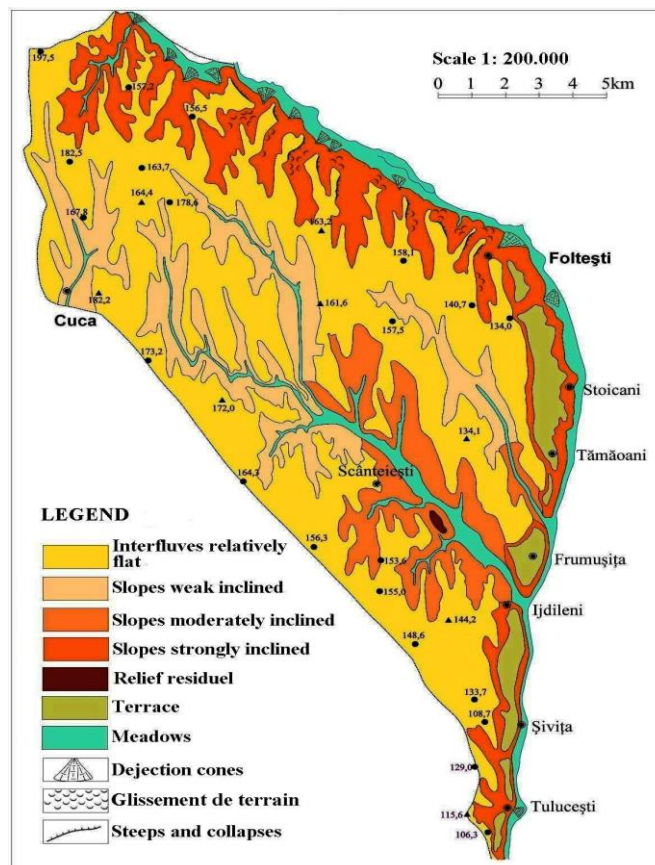 Scale 1: 200.000
0 1 2 3 4 5km
197,5
157,2
156,5
182,5
163,7
164,4
178,6
167,8
163,2
158,1
Folteşti
182,2
161,6
140,7
134,0
Cuca
157,5
173,2
Stoicani
172,0
134,1
Tămăoani
Scânteieşti
164,3
LEGEND
156,3
Interfluves relatively
flat
153,6
Frumuşiţa
Slopes weak inclined
155,0
Ijdileni
Slopes moderately inclined
144,2
148,6
Slopes strongly inclined
Relief residuel
133,7
Terrace
108,7
Şiviţa
Meadows
129,0
Dejection cones
Glissement de terrain
115,6
Tuluceşti
Steeps and collapses
106,3